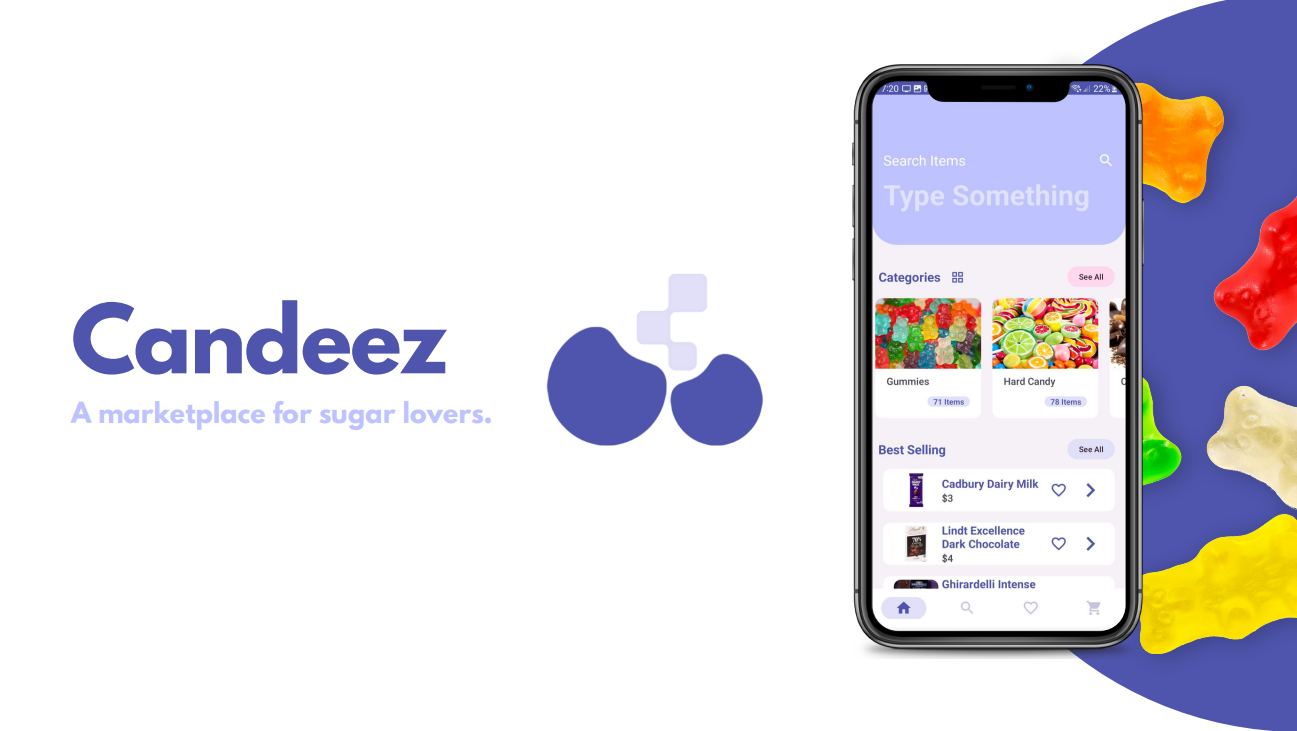 Candeez
A marketplace for sugar lovers.
7:20
22%
Search Items
Type Something
Categories
See All
Gummies
71 Items
Hard Candy
78 Items
Best Selling
See All
Cadbury Dairy Milk
$3
Lindt Excellence
Dark Chocolate
$4
70%
Ghirardelli Intense